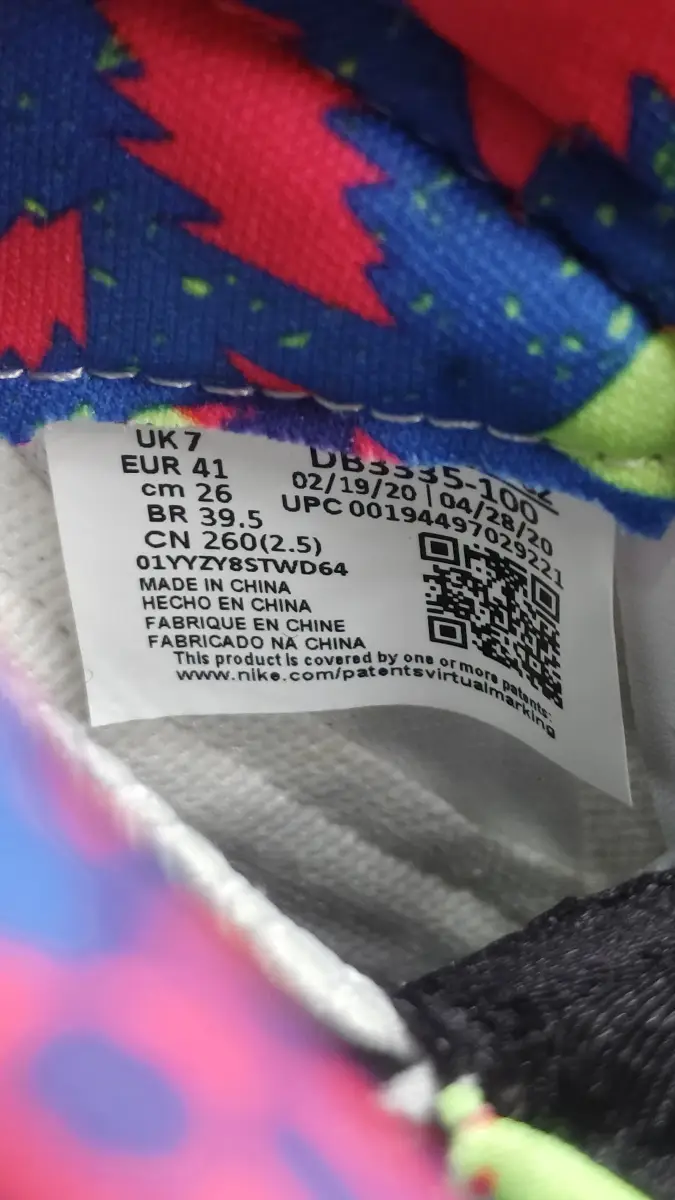 UK 7
EUR 41
cm 26
BR 39.5
CN 260(2.5)
01YYZY8STWD64
MADE IN CHINA
HECHO EN CHINA
FABRIQUE EN CHINE
FABRICADO NA CHINA
DB3335-100
02/19/20 | 04/28/20
UPC 00194497029221
This product is covered by one or more patents:
www.nike.com/patentsvirtualmarking